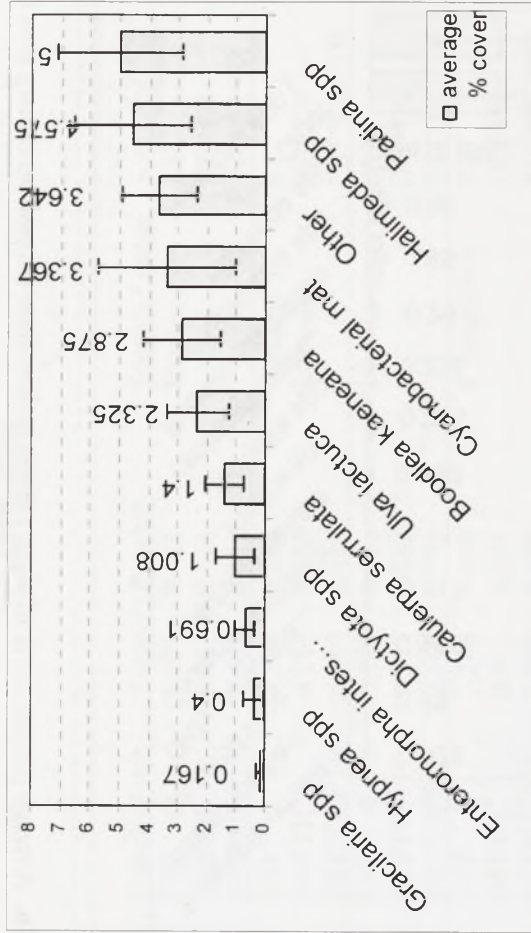 8
7
6
5
4
3
2
1
0
0.167
0.4
0.691
1.008
1.4
2.325
2.875
3.367
3.642
4.575
5
Gracilaria spp
Hypnea spp
Enteromorpha intes...
Dictyota spp
Caulerpa serrulata
Ulva lactuca
Boodlea kaeneana
Cyanobacterial mat
Other
Halimeda spp
Padina spp
average
% cover